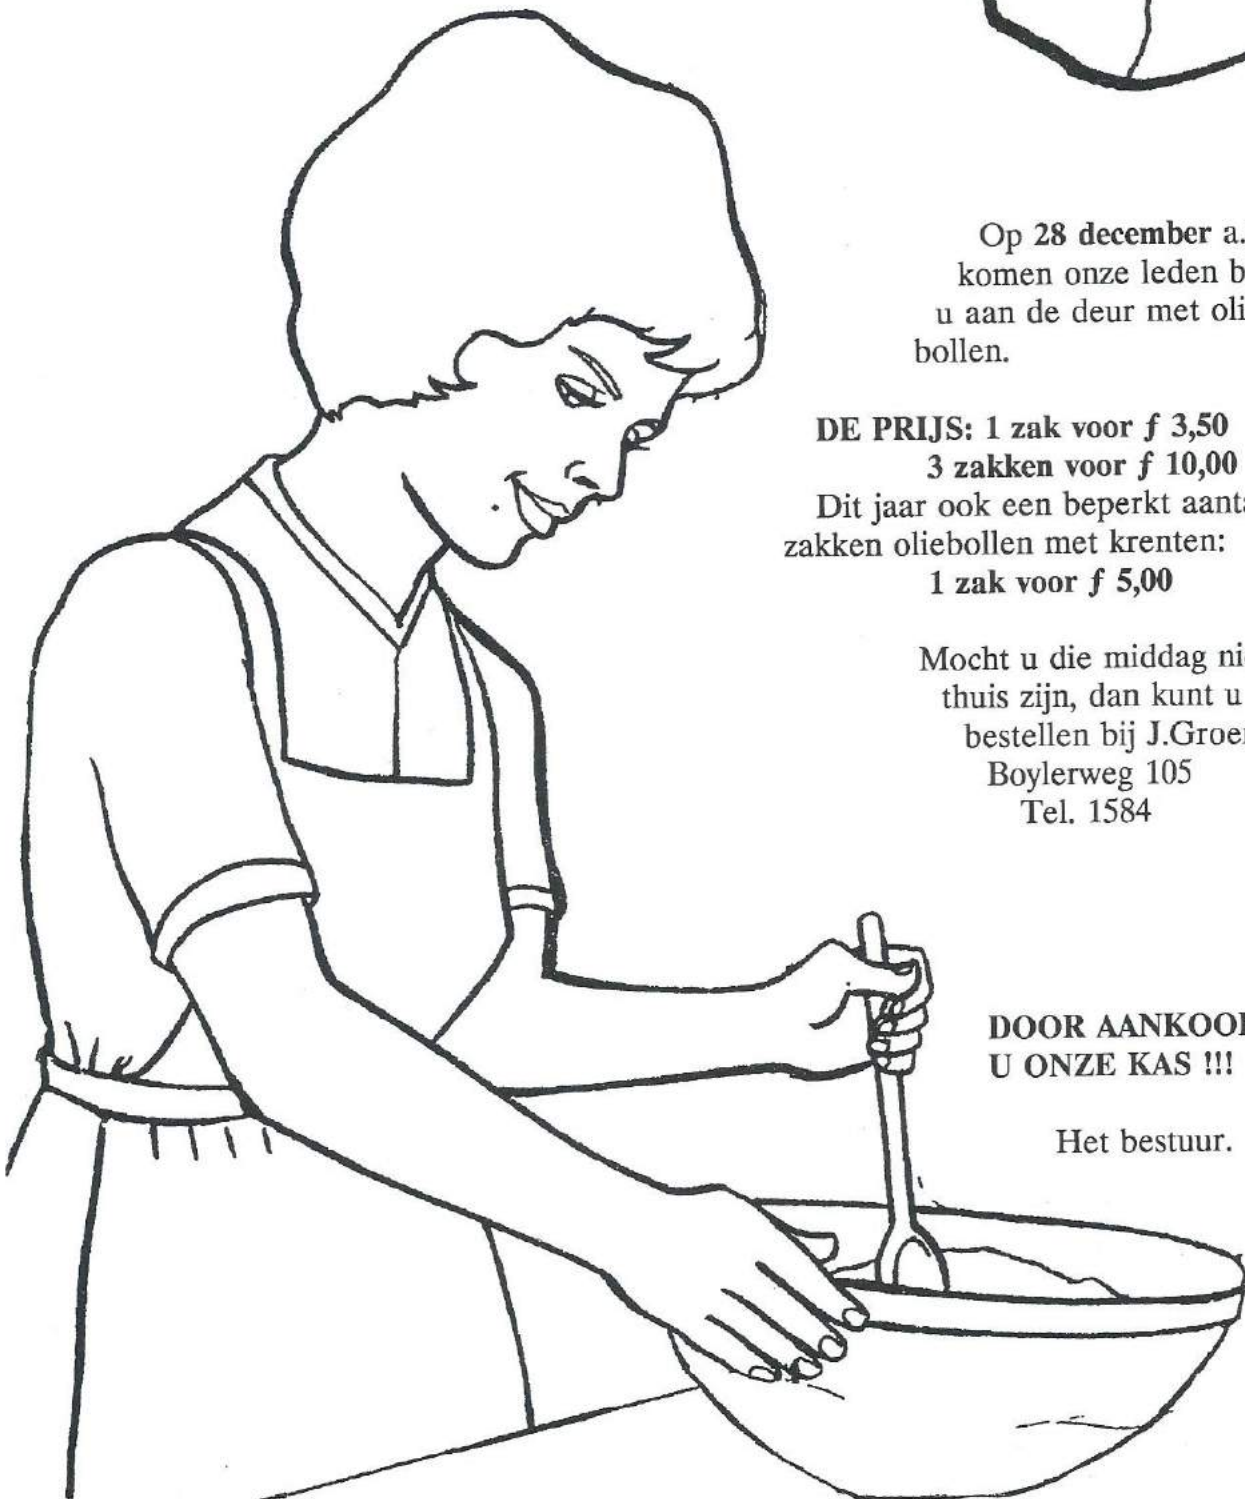 Op 28 december a.
komen onze leden b
u aan de deur met oli
bollen.
DE PRIJS: 1 zak voor ƒ 3,50
3 zakken voor ƒ 10,00
Dit jaar ook een beperkt aanta
zakken oliebollen met krenten:
1 zak voor ƒ 5,00
Mocht u die middag ni
thuis zijn, dan kunt u
bestellen bij J.Groe
Boylerweg 105
Tel. 1584
DOOR AANKOO
U ONZE KAS !!!
Het bestuur.